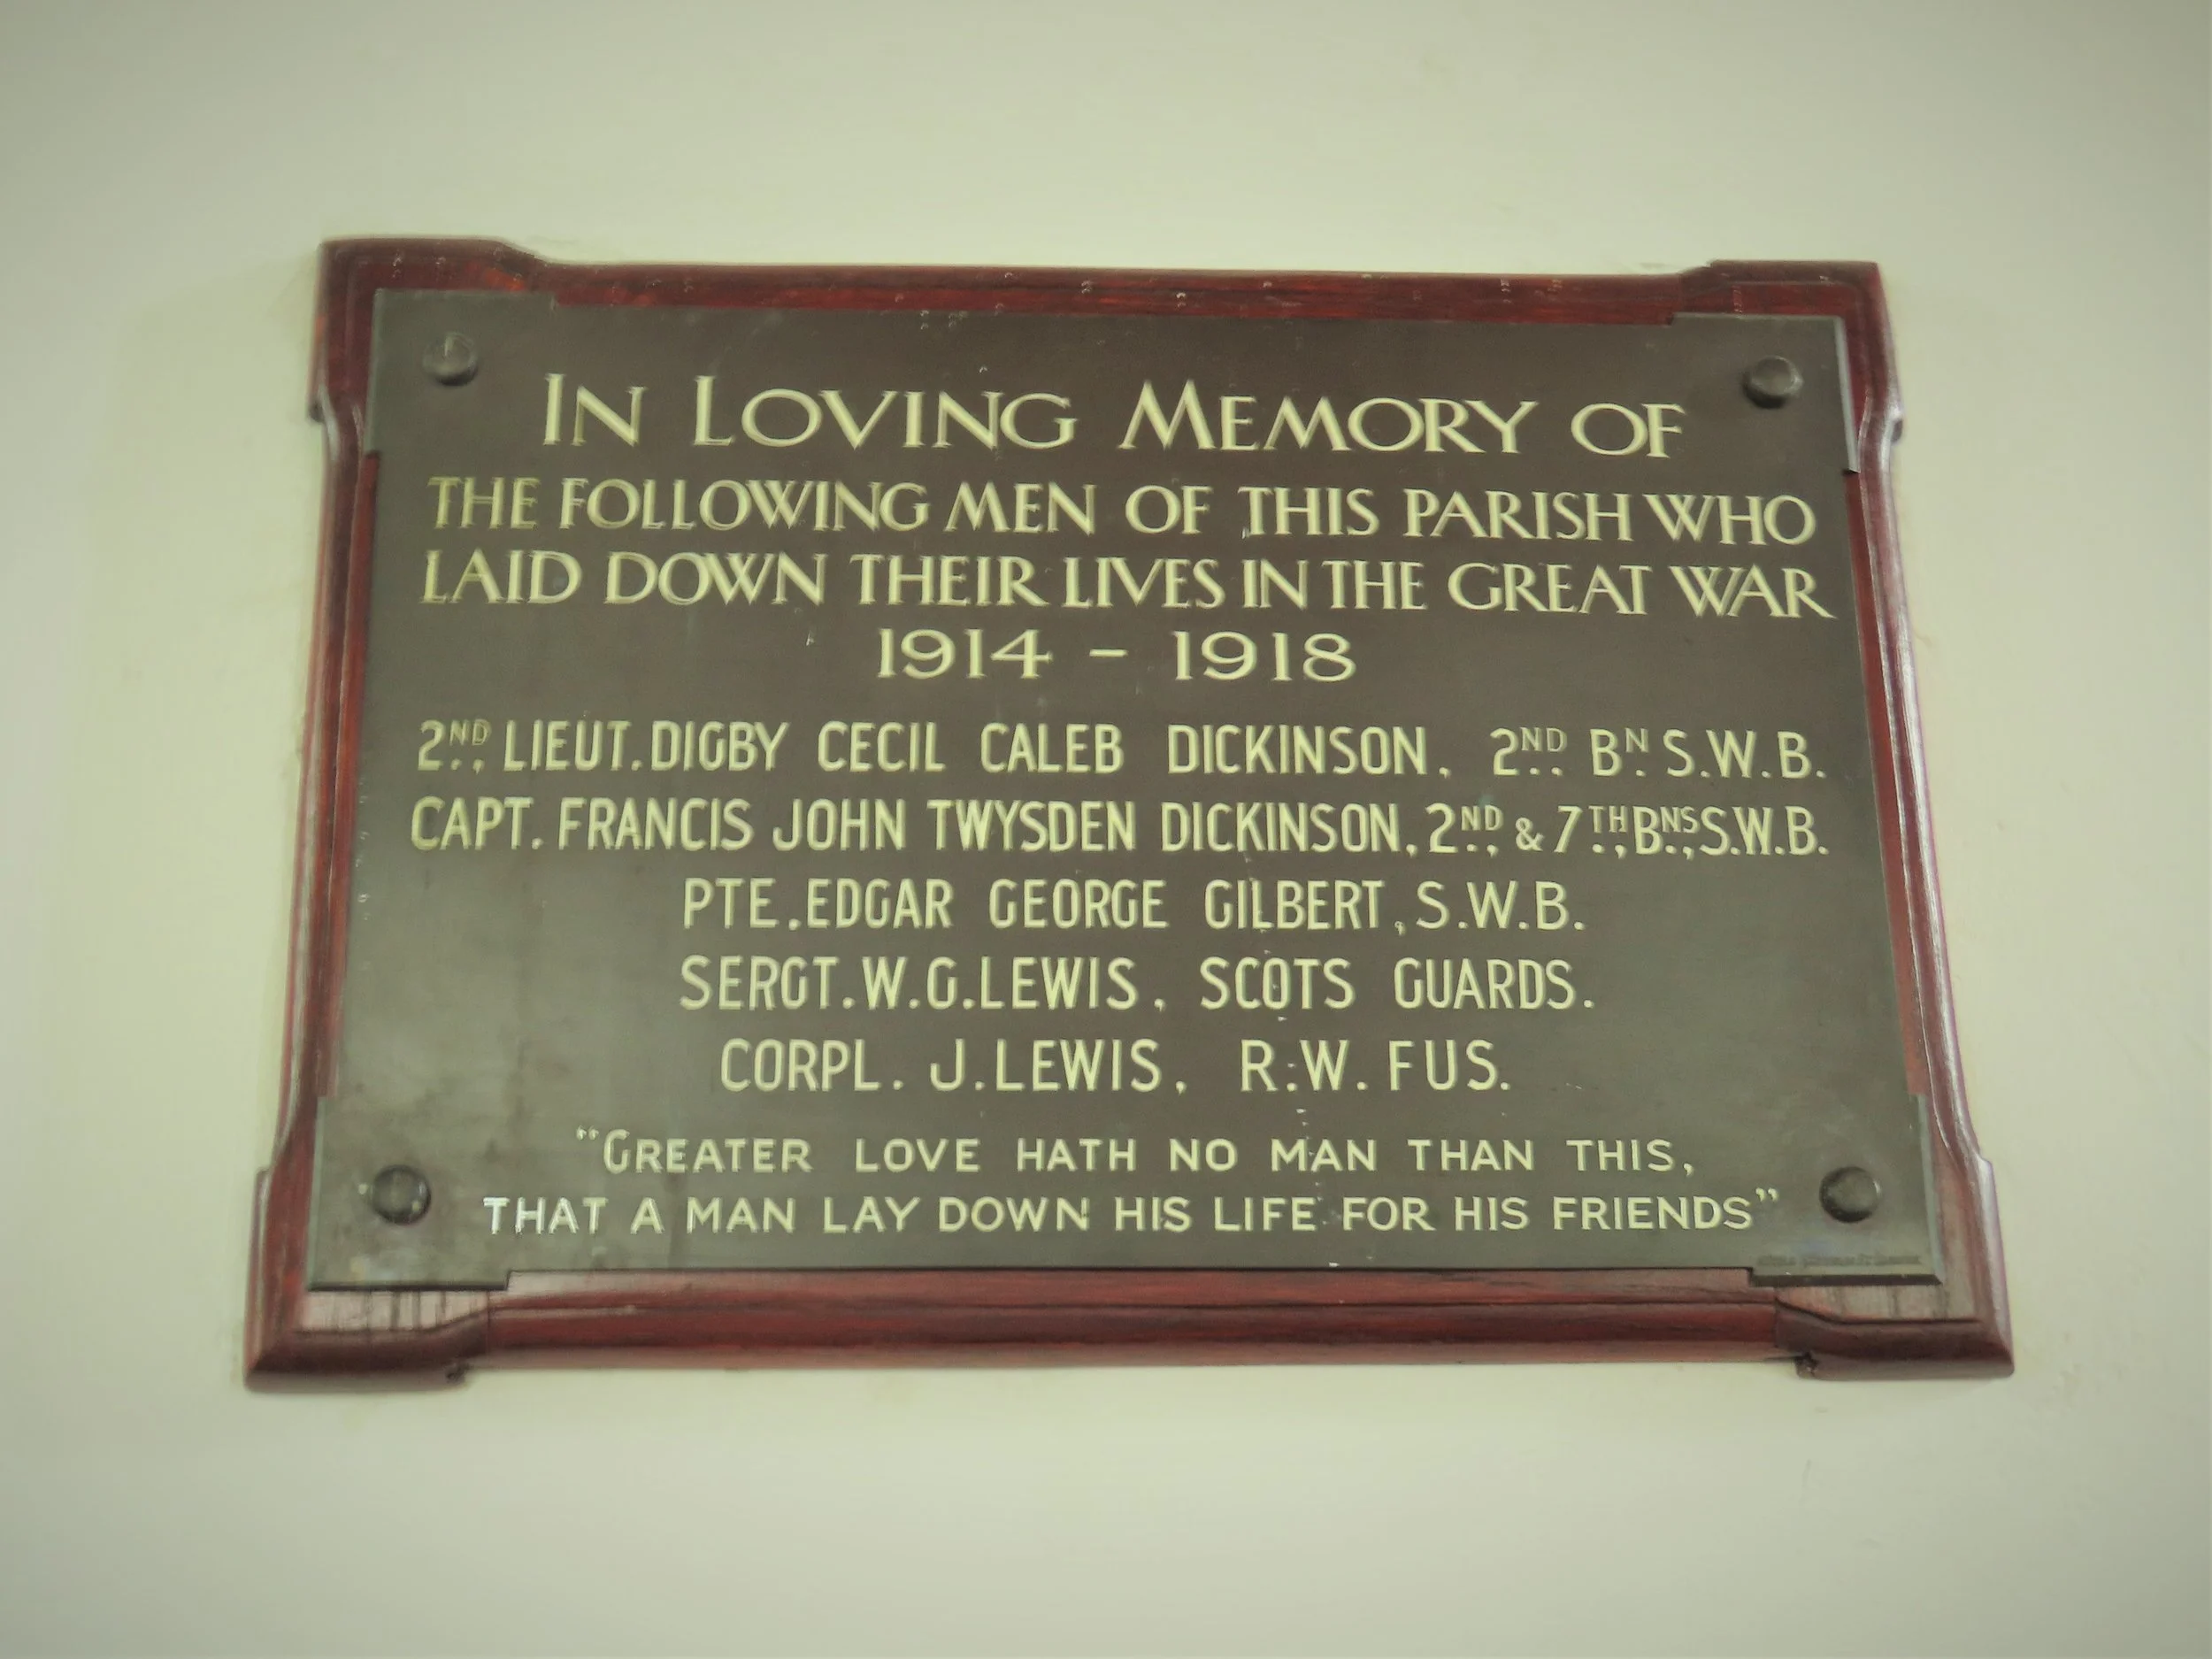 IN LOVING MEMORY OF
THE FOLLOWING MEN OF THIS PARISH WHO
LAID DOWN THEIR LIVES IN THE GREAT WAR
1914 - 1918
2ND., LIEUT. DIGBY CECIL CALEB DICKINSON, 2ND.. BN. S.W.B.
CAPT. FRANCIS JOHN TWYSDEN DICKINSON, 2ND., & 7TH., BNS., S.W.B.
PTE. EDGAR GEORGE GILBERT, S.W.B.
SERGT. W.G. LEWIS, SCOTS GUARDS.
CORPL. J. LEWIS, R.W. FUS.
"GREATER LOVE HATH NO MAN THAN THIS,
THAT A MAN LAY DOWN HIS LIFE FOR HIS FRIENDS"